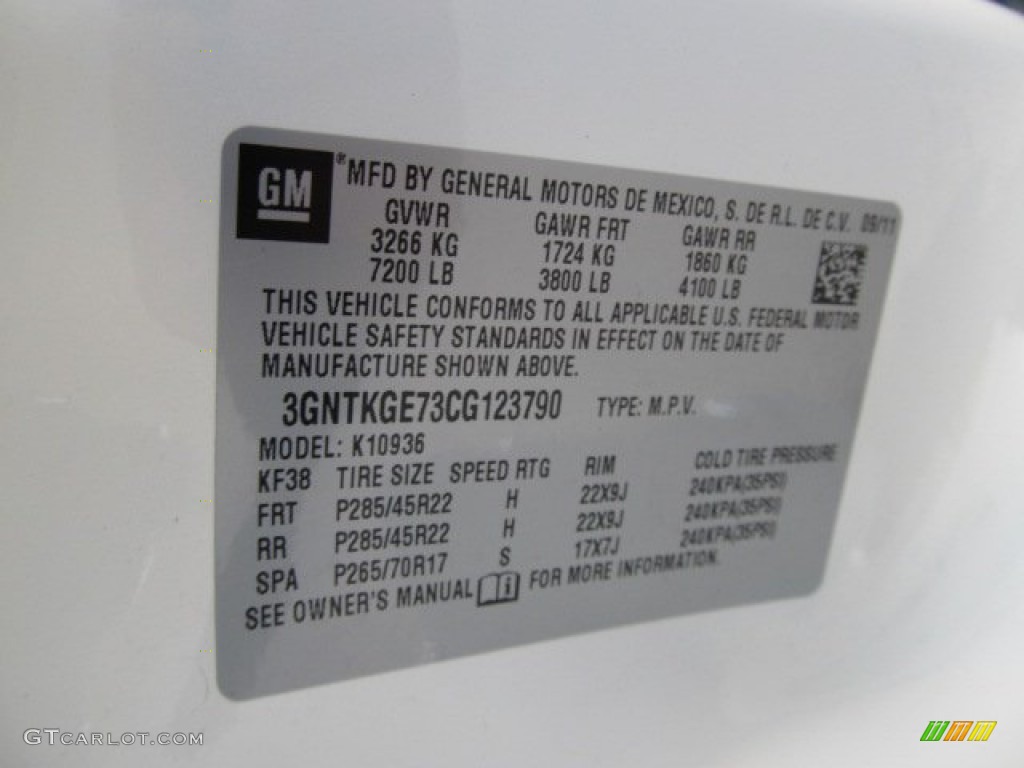 GM
® MFD BY GENERAL MOTORS DE MEXICO, S. DE R.L. DE C.V. 09/11
GVWR GAWR FRT GAWR RR
3266 KG 1724 KG 1860 KG
7200 LB 3800 LB 4100 LB
THIS VEHICLE CONFORMS TO ALL APPLICABLE U.S. FEDERAL MOTOR
VEHICLE SAFETY STANDARDS IN EFFECT ON THE DATE OF
MANUFACTURE SHOWN ABOVE.
3GNTKGE73CG123790 TYPE: M.P.V.
MODEL: K10936
KF38 TIRE SIZE SPEED RTG RIM COLD TIRE PRESSURE
FRT P285/45R22 H 22X9J 240KPA(35PSI)
RR P285/45R22 H 22X9J 240KPA(35PSI)
SPA P265/70R17 S 17X7J 240KPA(35PSI)
SEE OWNER'S MANUAL FOR MORE INFORMATION.
GTCARLOT.COM